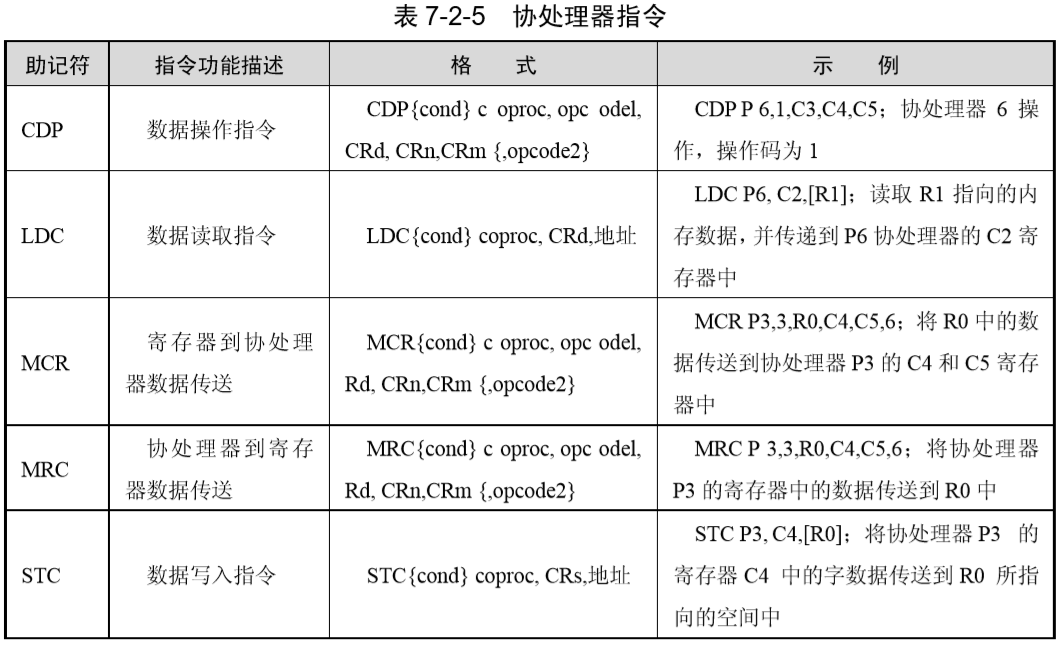 表 7-2-5 协处理器指令
助记符 指令功能描述 格 式 示 例
CDP
数据操作指令
CDP{cond} c oproc, opc odel,
CRd, CRn,CRm {,opcode2}
CDP P 6,1,C3,C4,C5；协处理器 6 操
作，操作码为 1
LDC
数据读取指令
LDC{cond} coproc, CRd,地址
LDC P6, C2,[R1]；读取 R1 指向的内
存数据，并传递到 P6 协处理器的 C2 寄
存器中
MCR
寄存器到协处理
器数据传送
MCR{cond} c oproc, opc odel,
Rd, CRn,CRm {,opcode2}
MCR P3,3,R0,C4,C5,6；将 R0 中的数
据传送到协处理器 P3 的 C4 和 C5 寄存
器中
MRC
协处理器到寄存
器数据传送
MRC{cond} c oproc, opc odel,
Rd, CRn,CRm {,opcode2}
MRC P 3,3,R0,C4,C5,6；将协处理器
P3 的寄存器中的数据传送到 R0 中
STC
数据写入指令
STC{cond} coproc, CRs,地址
STC P3, C4,[R0]；将协处理器 P3 的
寄存器 C4 中的字数据传送到 R0 所指
向的空间中